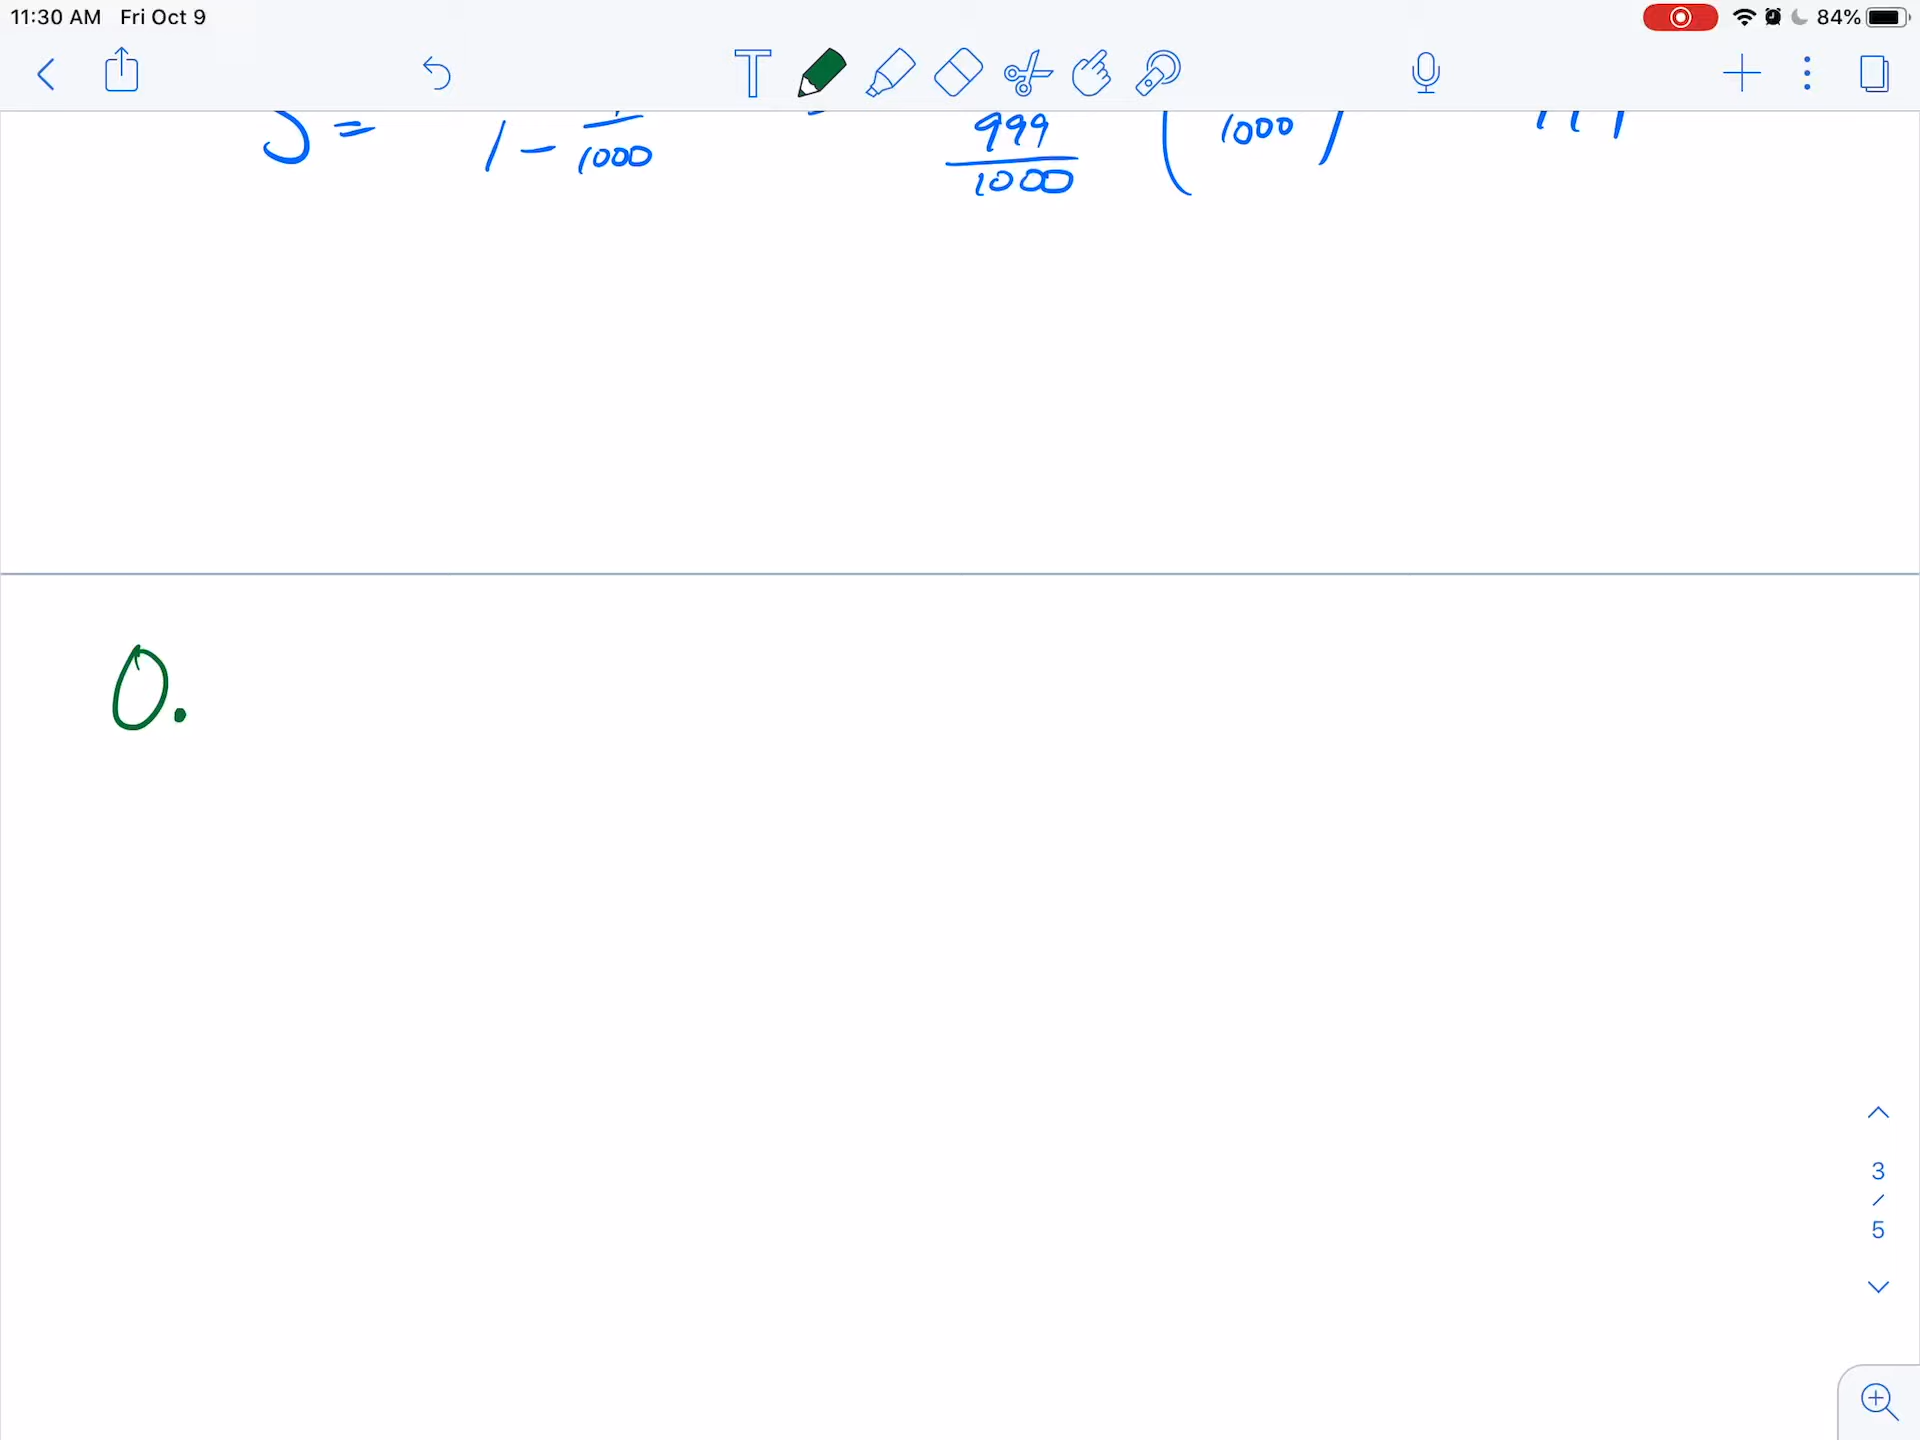 11:30 AM Fri Oct 9 84%
T
S = 1 - 1000 = 999 ( 1000 )
1000
0.
3
/
5